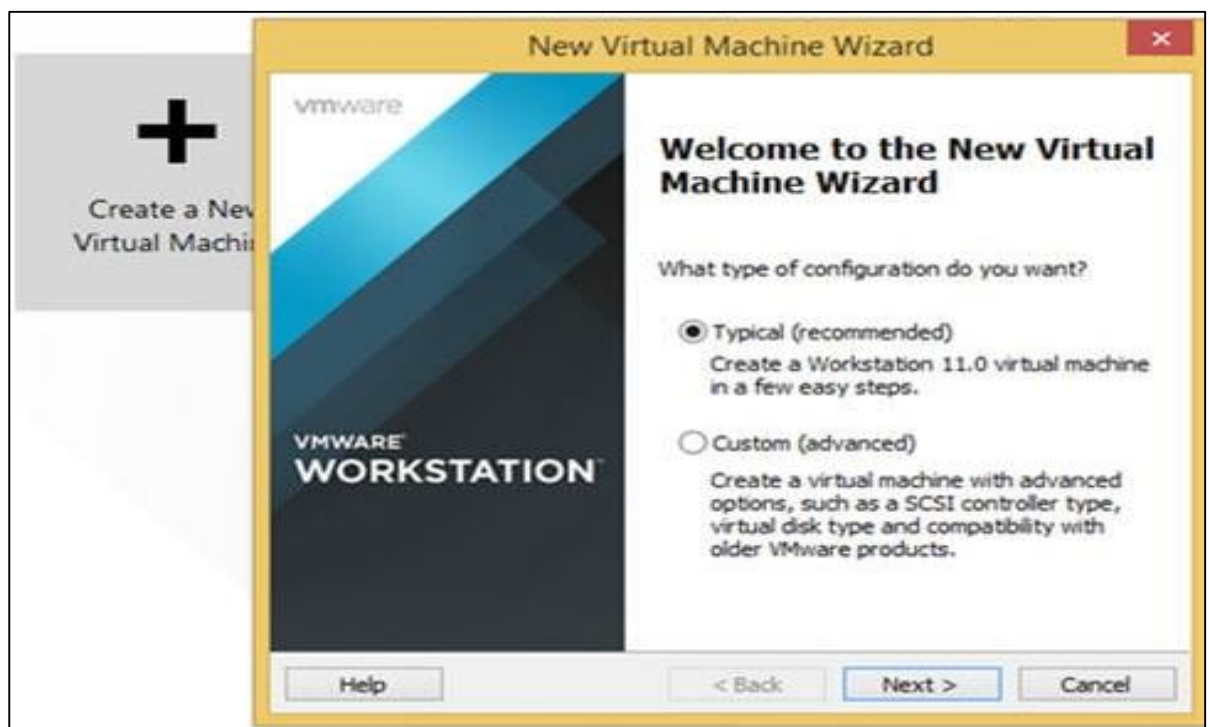 New Virtual Machine Wizard
Create a New
Virtual Machi
vmware
VMWARE
WORKSTATION
Welcome to the New Virtual
Machine Wizard
What type of configuration do you want?
Typical (recommended)
Create a Workstation 11.0 virtual machine
in a few easy steps.
Custom (advanced)
Create a virtual machine with advanced
options, such as a SCSI controller type,
virtual disk type and compatibility with
older VMware products.
Help
< Back
Next >
Cancel